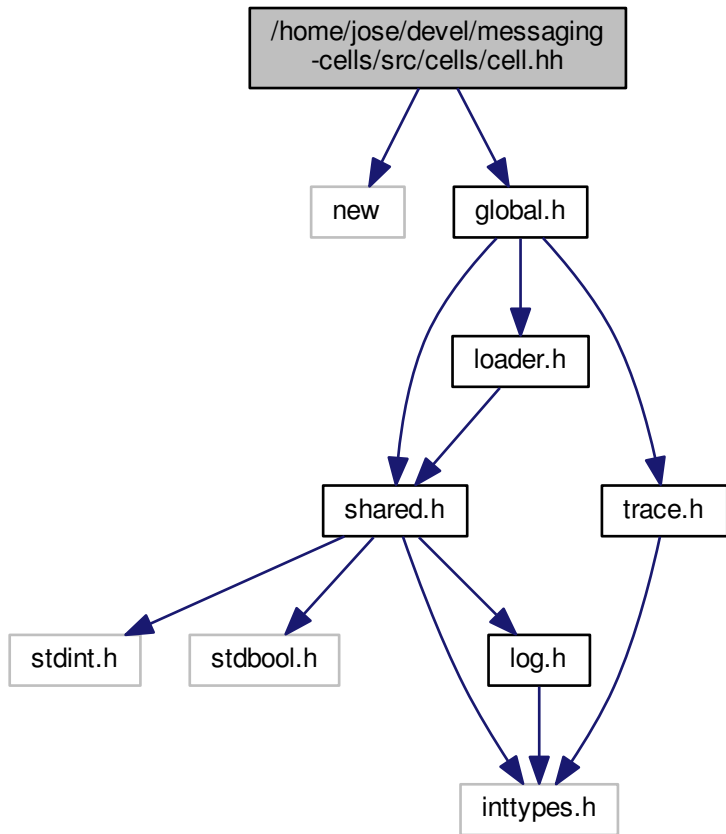 /home/jose/devel/messaging
-cells/src/cells/cell.hh
new
global.h
loader.h
shared.h
trace.h
stdint.h
stdbool.h
log.h
inttypes.h